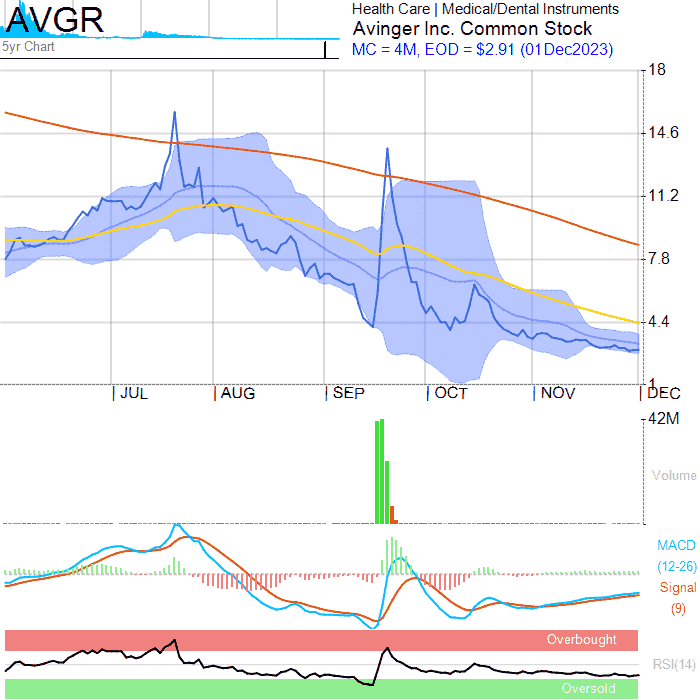 AVGR
5yr Chart
Health Care | Medical/Dental Instruments
Avinger Inc. Common Stock
MC = 4M, EOD = $2.91 (01Dec2023)
18
14.6
11.2
7.8
4.4
1
JUL AUG SEP OCT NOV DEC
42M
Volume
MACD
(12-26)
Signal
(9)
Overbought
RSI(14)
Oversold